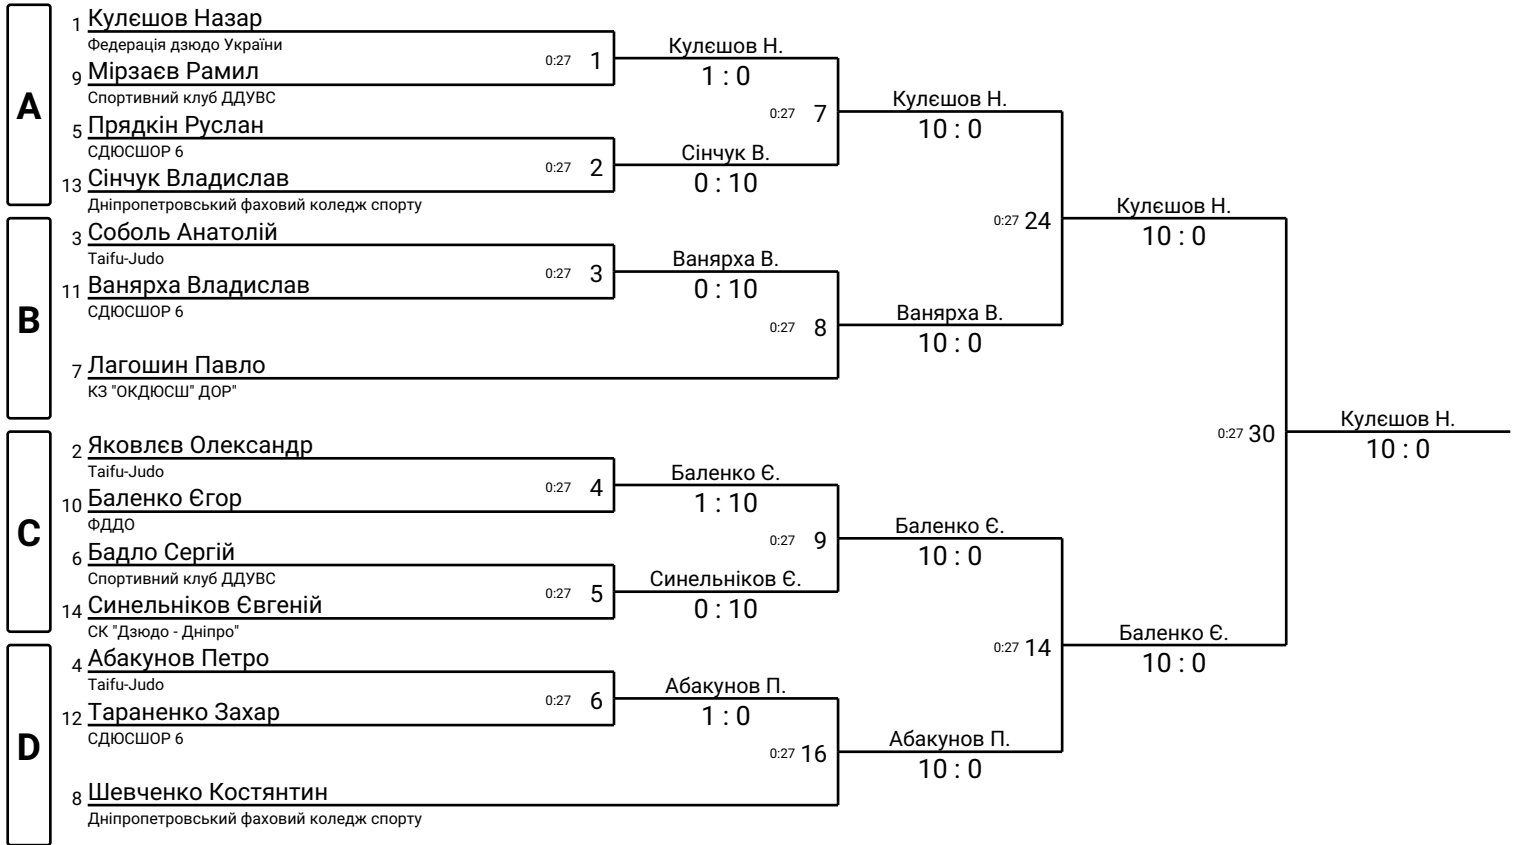 A
1 Кулєшов Назар
Федерація дзюдо України
9 Мірзаєв Рамил
Спортивний клуб ДДУВС
0:27 1
Кулєшов Н.
1 : 0
5 Прядкін Руслан
СДЮСШОР 6
13 Сінчук Владислав
Дніпропетровський фаховий коледж спорту
0:27 2
Сінчук В.
0 : 10
0:27 7
Кулєшов Н.
10 : 0
B
3 Соболь Анатолій
Taifu-Judo
11 Ванярха Владислав
СДЮСШОР 6
0:27 3
Ванярха В.
0 : 10
7 Лагошин Павло
КЗ "ОКДЮСШ" ДОР"
0:27 8
Ванярха В.
10 : 0
0:27 24
Кулєшов Н.
10 : 0
C
2 Яковлєв Олександр
Taifu-Judo
10 Баленко Єгор
ФДДО
0:27 4
Баленко Є.
1 : 10
6 Бадло Сергій
Спортивний клуб ДДУВС
14 Синельніков Євгеній
СК "Дзюдо - Дніпро"
0:27 5
Синельніков Є.
0 : 10
0:27 9
Баленко Є.
10 : 0
D
4 Абакунов Петро
Taifu-Judo
12 Тараненко Захар
СДЮСШОР 6
0:27 6
Абакунов П.
1 : 0
8 Шевченко Костянтин
Дніпропетровський фаховий коледж спорту
0:27 16
Абакунов П.
10 : 0
0:27 14
Баленко Є.
10 : 0
0:27 30
Кулєшов Н.
10 : 0